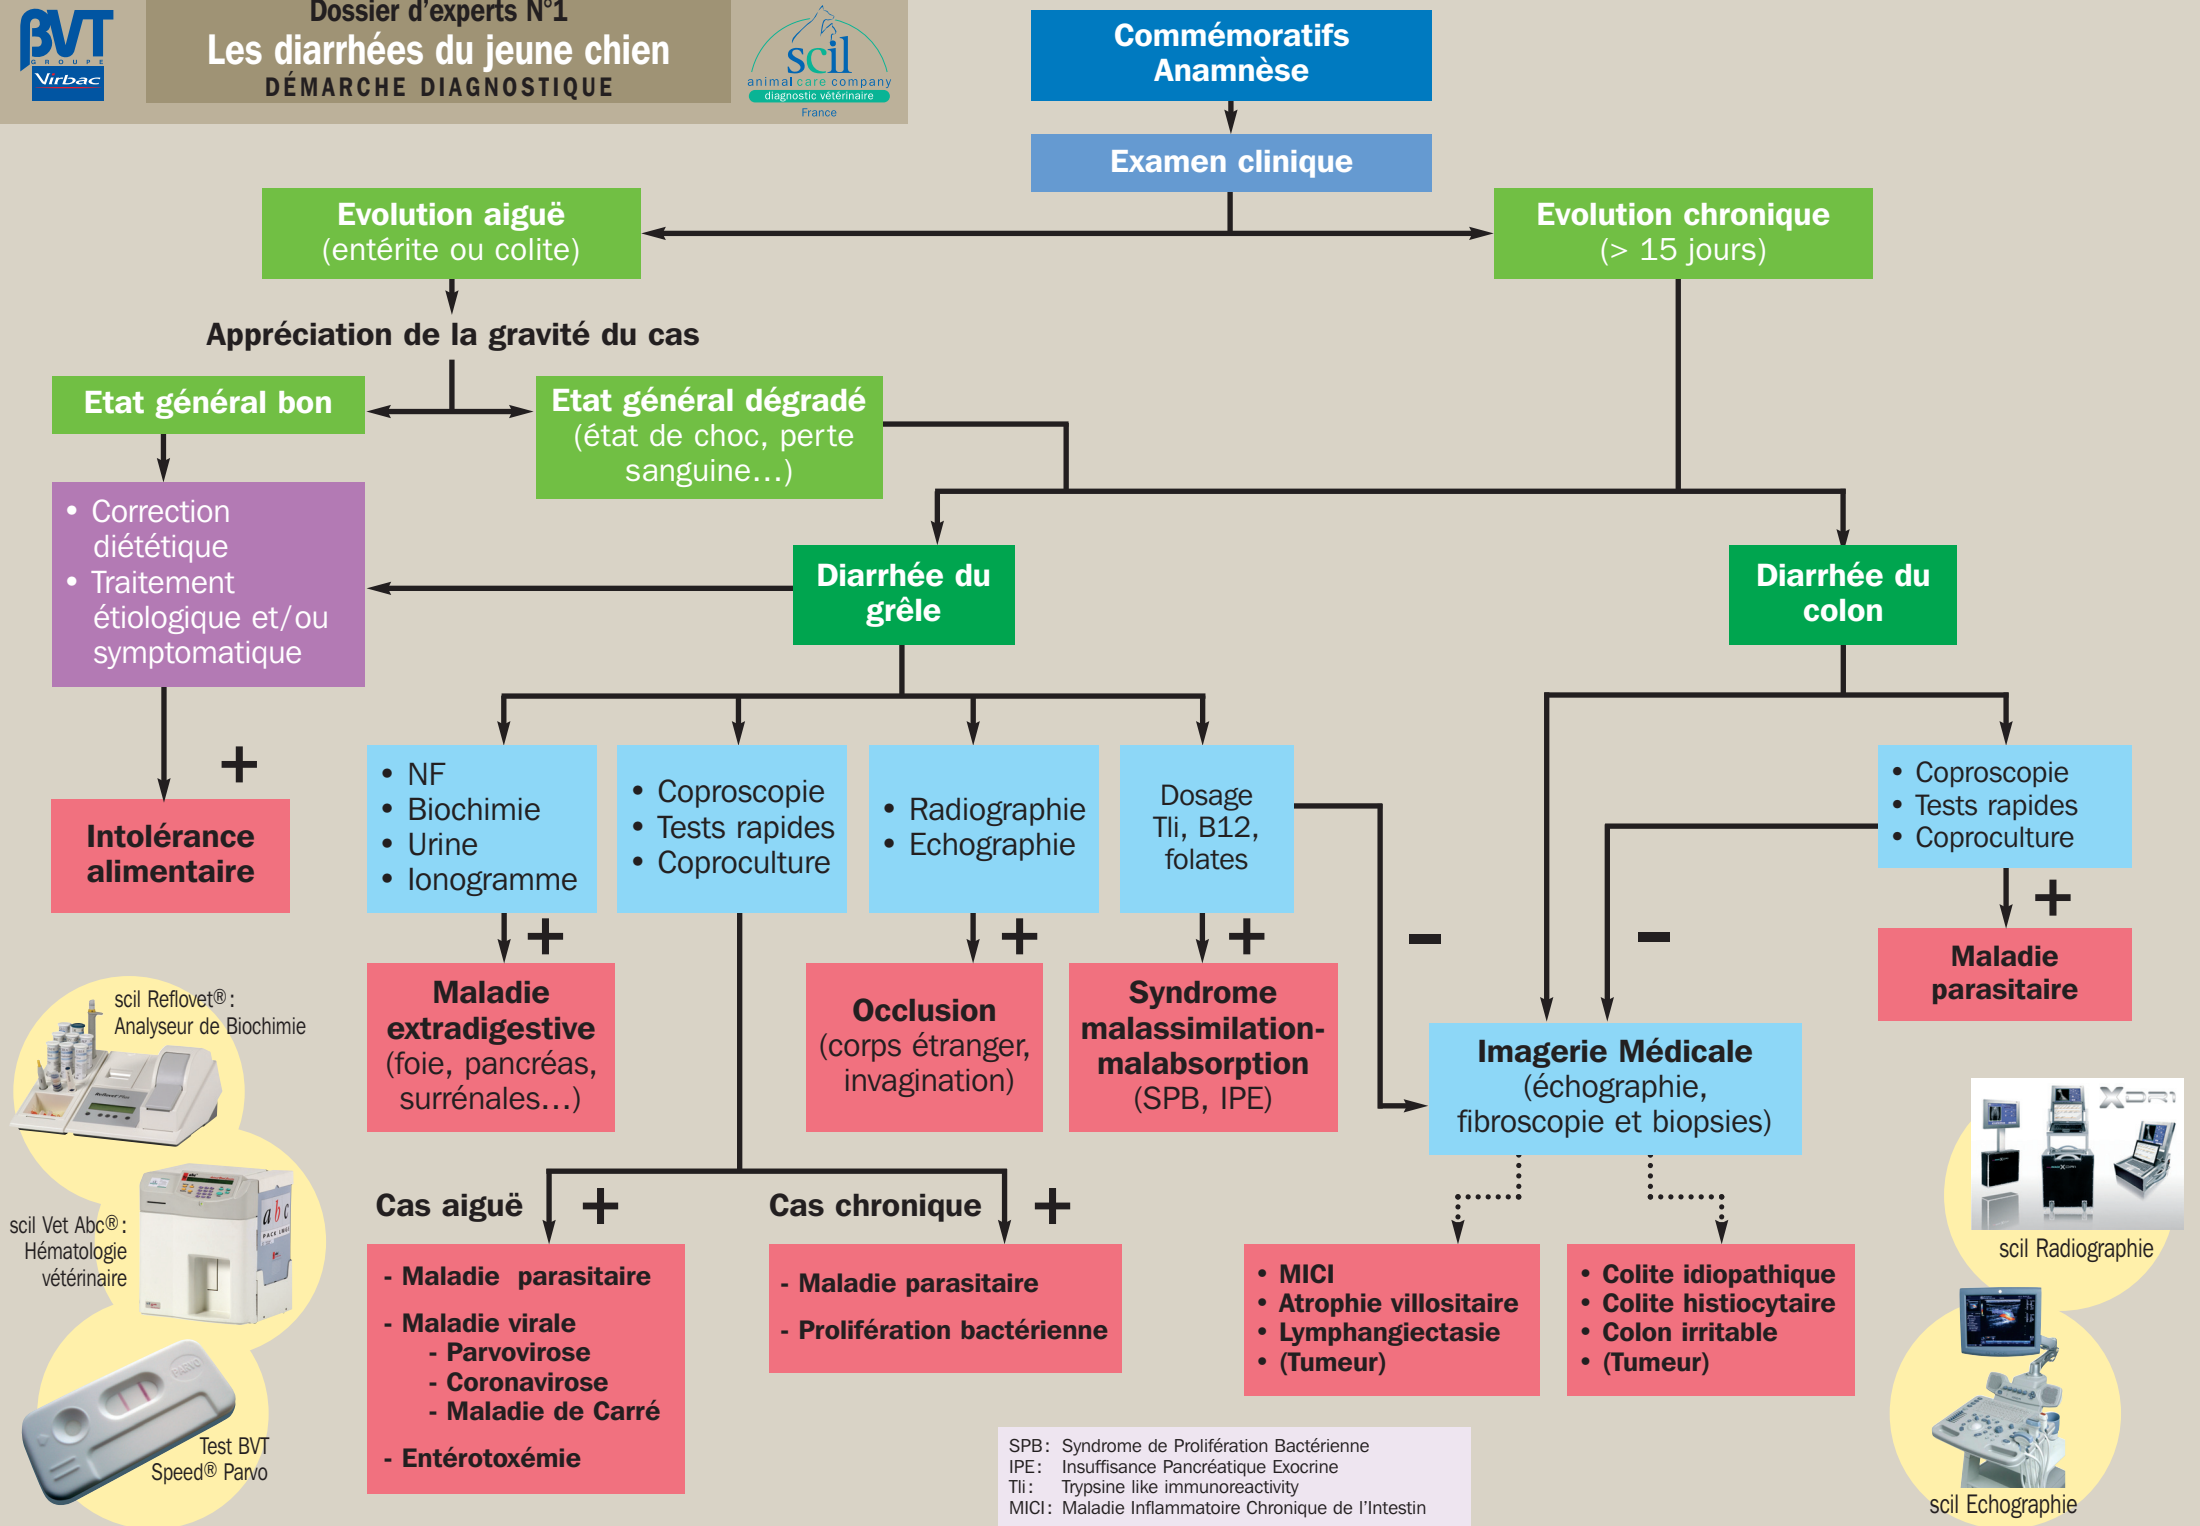 βVT
GROUPE
Virbac
Dossier d'experts N°1
Les diarrhées du jeune chien
DÉMARCHE DIAGNOSTIQUE
scil
animal care company
diagnostic vétérinaire
France
Commémoratifs
Anamnèse
Examen clinique
Evolution aiguë
(entérite ou colite)
Evolution chronique
(> 15 jours)
Appréciation de la gravité du cas
Etat général bon
Etat général dégradé
(état de choc, perte
sanguine…)
• Correction
diététique
• Traitement
étiologique et/ou
symptomatique
Diarrhée du
grêle
Diarrhée du
colon
+
Intolérance
alimentaire
• NF
• Biochimie
• Urine
• Ionogramme
• Coproscopie
• Tests rapides
• Coproculture
• Radiographie
• Echographie
Dosage
Tli, B12,
folates
• Coproscopie
• Tests rapides
• Coproculture
+
+
+
–
–
+
Maladie
extradigestive
(foie, pancréas,
surrénales…)
Occlusion
(corps étranger,
invagination)
Syndrome
malassimilation-
malabsorption
(SPB, IPE)
Maladie
parasitaire
Imagerie Médicale
(échographie,
fibroscopie et biopsies)
Cas aiguë
+
Cas chronique
+
- Maladie parasitaire
- Maladie virale
- Parvovirose
- Coronavirose
- Maladie de Carré
- Entérotoxémie
- Maladie parasitaire
- Prolifération bactérienne
• MICI
• Atrophie villositaire
• Lymphangiectasie
• (Tumeur)
• Colite idiopathique
• Colite histiocytaire
• Colon irritable
• (Tumeur)
SPB: Syndrome de Prolifération Bactérienne
IPE: Insuffisance Pancréatique Exocrine
Tli: Trypsine like immunoreactivity
MICI: Maladie Inflammatoire Chronique de l'Intestin
scil Reflovet®:
Analyseur de Biochimie
Reflovet Plus
scil Vet Abc®:
Hématologie
vétérinaire
abc
PARVO
Test BVT
Speed® Parvo
XDR1
scil Radiographie
scil Echographie